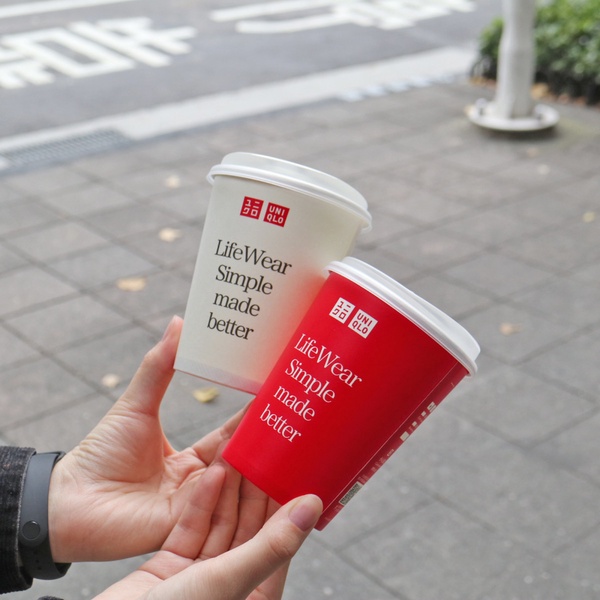 ユニ
クロ
UNI
QLO
LifeWear
Simple
made
better
ユニ
クロ
UNI
QLO
LifeWear
Simple
made
better